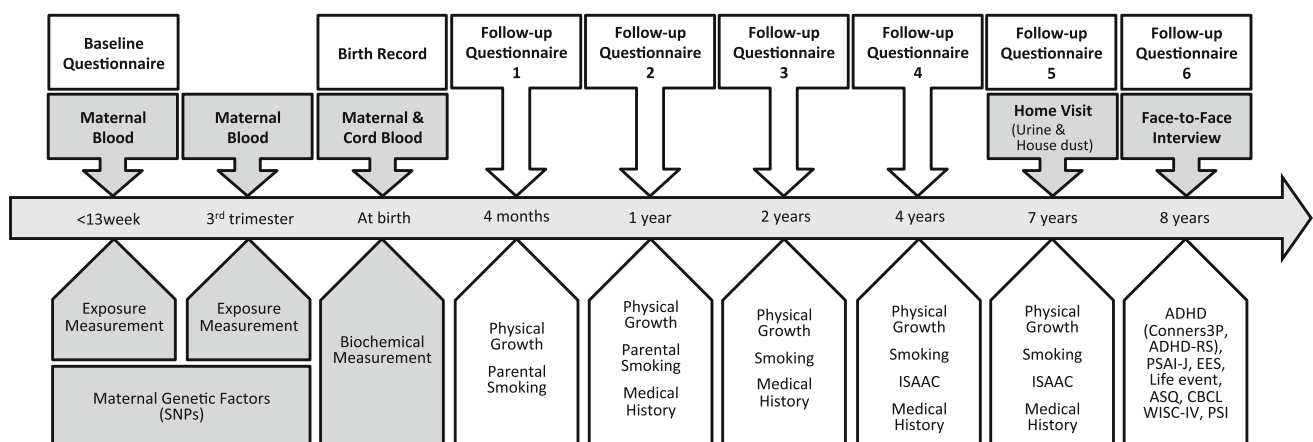 Baseline
Questionnaire
Birth Record
Follow-up
Questionnaire
1
Follow-up
Questionnaire
2
Follow-up
Questionnaire
3
Follow-up
Questionnaire
4
Follow-up
Questionnaire
5
Follow-up
Questionnaire
6
Maternal
Blood
Maternal
Blood
Maternal &
Cord Blood
Home Visit
(Urine &
House dust)
Face-to-Face
Interview
<13week
3rd trimester
At birth
4 months
1 year
2 years
4 years
7 years
8 years
Exposure
Measurement
Exposure
Measurement
Maternal Genetic Factors
(SNPs)
Biochemical
Measurement
Physical
Growth
Parental
Smoking
Physical
Growth
Parental
Smoking
Medical
History
Physical
Growth
Smoking
Medical
History
Physical
Growth
Smoking
ISAAC
Medical
History
Physical
Growth
Smoking
ISAAC
Medical
History
ADHD
(Conners3P,
ADHD-RS),
PSAI-J, EES,
Life event,
ASQ, CBCL
WISC-IV, PSI